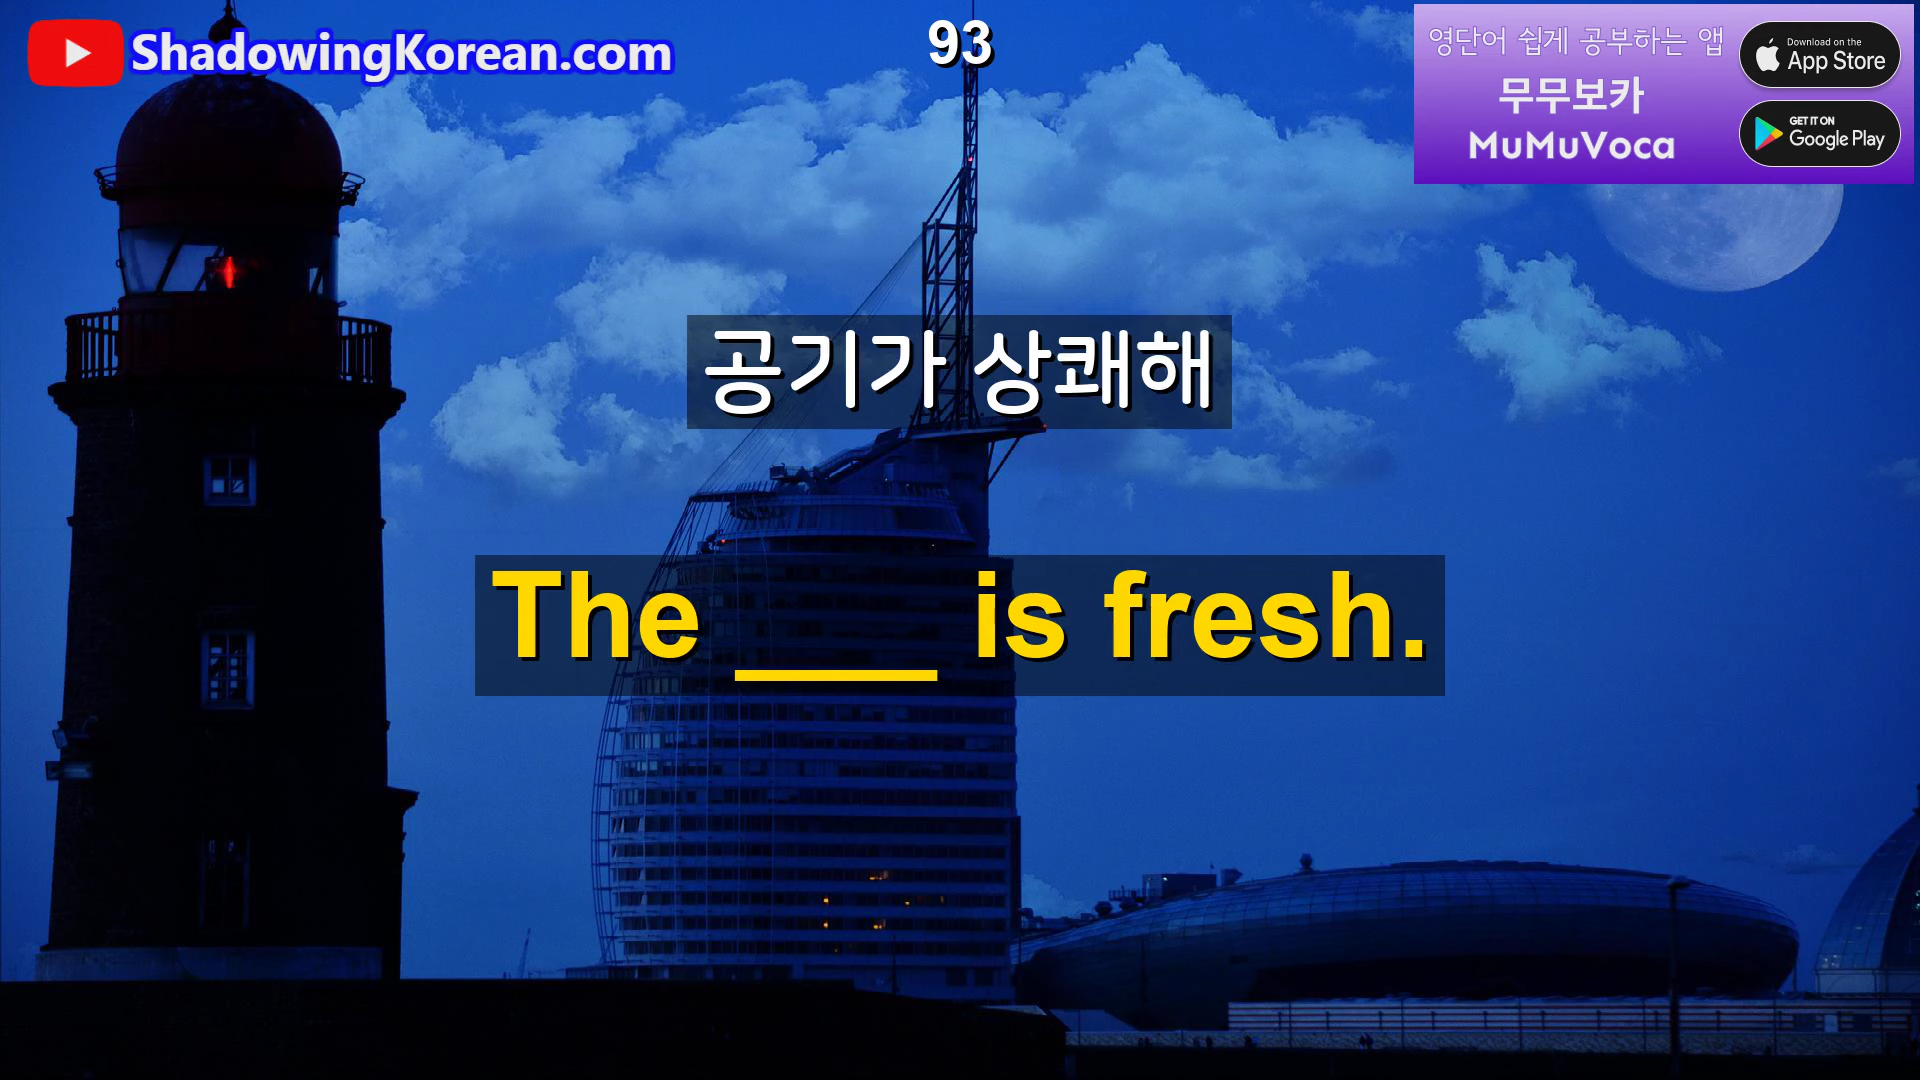 ShadowingKorean.com
93
영단어 쉽게 공부하는 앱
무무보카
MuMuVoca
Download on the
App Store
GET IT ON
Google Play
공기가 상쾌해
The ____ is fresh.